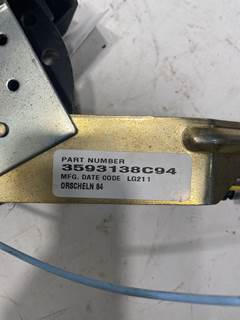 PART NUMBER
3593138C94
MFG. DATE CODE LG211
ORSCHELN 84